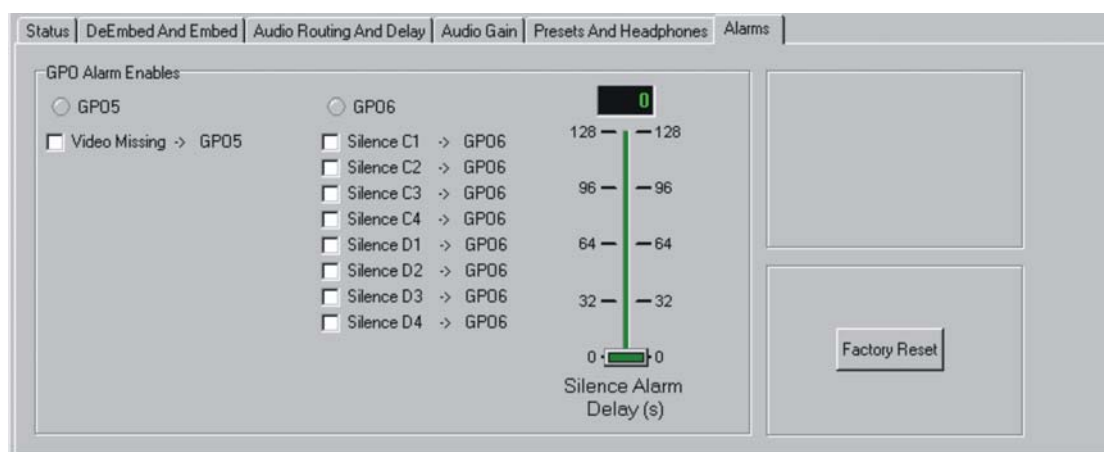 Status DeEmbed And Embed Audio Routing And Delay Audio Gain Presets And Headphones Alarms
GPO Alarm Enables
GPO5
Video Missing -> GPO5
GPO6
Silence C1 -> GPO6
Silence C2 -> GPO6
Silence C3 -> GPO6
Silence C4 -> GPO6
Silence D1 -> GPO6
Silence D2 -> GPO6
Silence D3 -> GPO6
Silence D4 -> GPO6
0
128 128
96 96
64 64
32 32
0 0
Silence Alarm
Delay (s)
Factory Reset